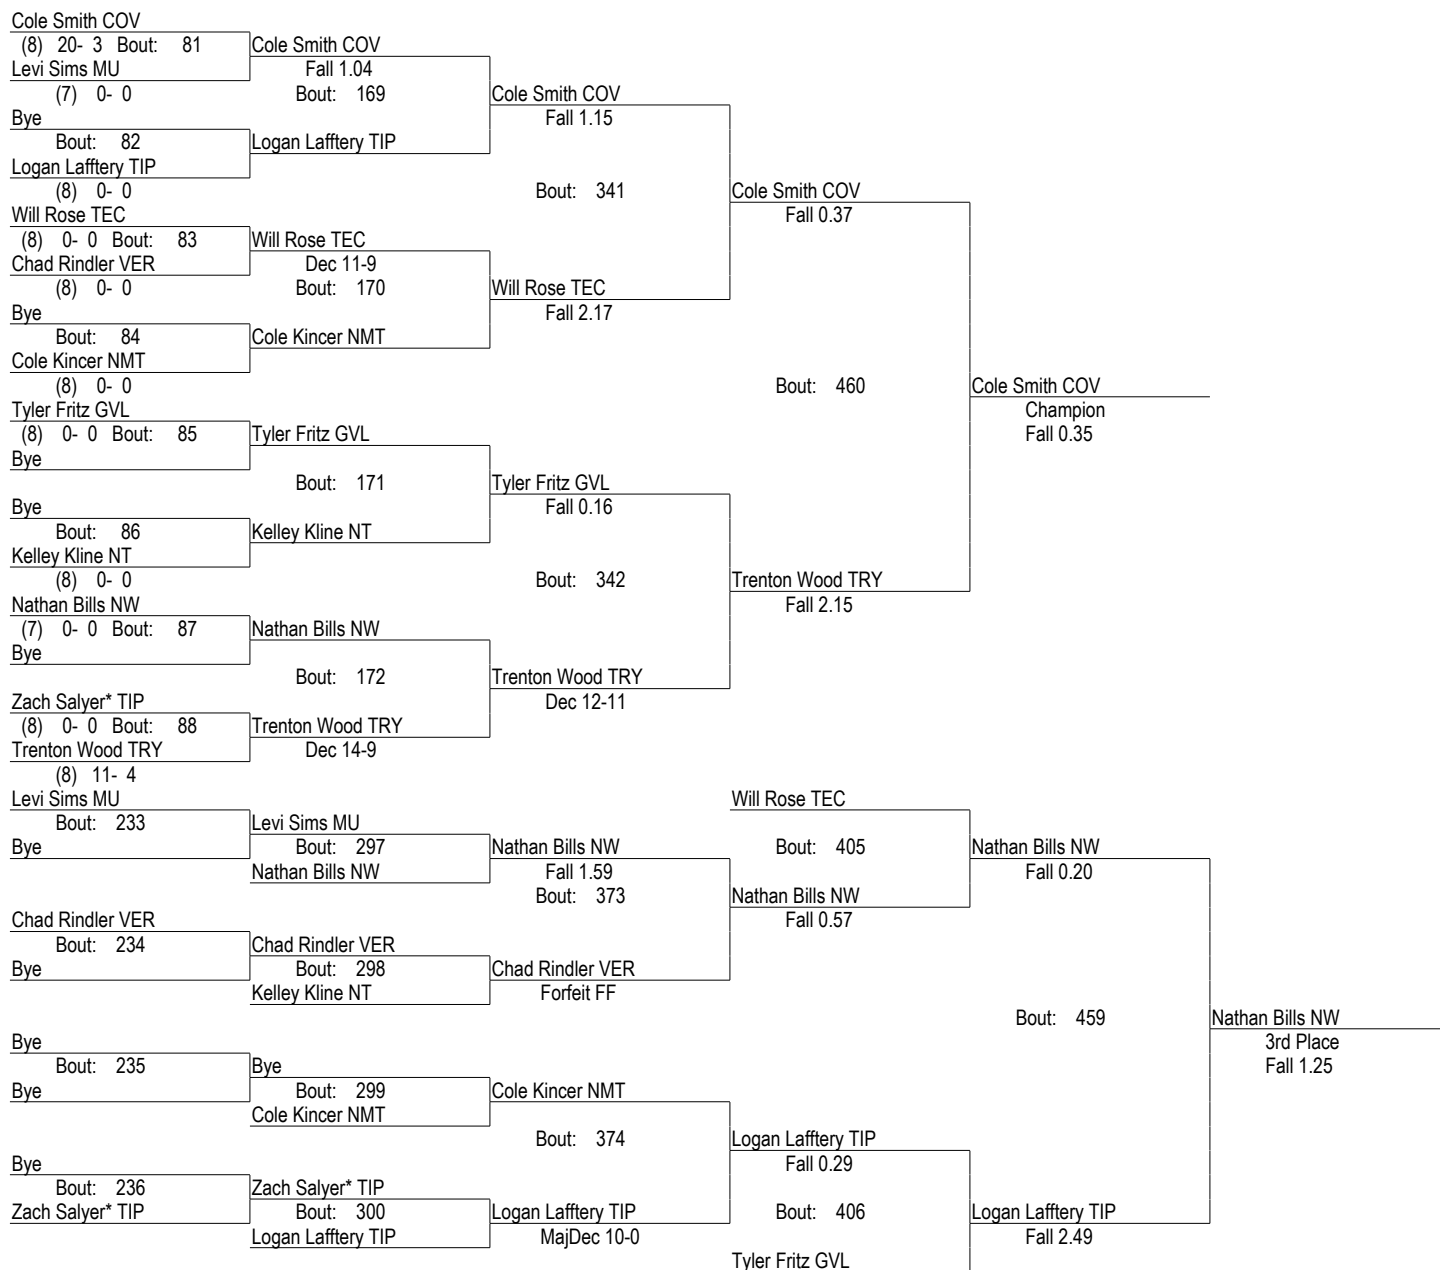 Cole Smith COV
(8) 20- 3 Bout: 81 Cole Smith COV
Levi Sims MU Fall 1.04
(7) 0- 0 Bout: 169 Cole Smith COV
Bye Fall 1.15
Bout: 82 Logan Lafftery TIP
Logan Lafftery TIP
(8) 0- 0 Bout: 341 Cole Smith COV
Will Rose TEC Fall 0.37
(8) 0- 0 Bout: 83 Will Rose TEC
Chad Rindler VER Dec 11-9
(8) 0- 0 Bout: 170 Will Rose TEC
Bye Fall 2.17
Bout: 84 Cole Kincer NMT
Cole Kincer NMT
(8) 0- 0 Bout: 460 Cole Smith COV
Tyler Fritz GVL Champion
(8) 0- 0 Bout: 85 Tyler Fritz GVL Fall 0.35
Bye
Bout: 171 Tyler Fritz GVL
Bye Fall 0.16
Bout: 86 Kelley Kline NT
Kelley Kline NT
(8) 0- 0 Bout: 342 Trenton Wood TRY
Nathan Bills NW Fall 2.15
(7) 0- 0 Bout: 87 Nathan Bills NW
Bye
Bout: 172 Trenton Wood TRY
Zach Salyer* TIP Dec 12-11
(8) 0- 0 Bout: 88 Trenton Wood TRY
Trenton Wood TRY Dec 14-9
(8) 11- 4
Levi Sims MU Will Rose TEC
Bout: 233 Levi Sims MU
Bye Bout: 297 Nathan Bills NW Bout: 405 Nathan Bills NW
Nathan Bills NW Fall 1.59 Fall 0.20
Bout: 373 Nathan Bills NW
Chad Rindler VER Fall 0.57
Bout: 234 Chad Rindler VER
Bye Bout: 298 Chad Rindler VER
Kelley Kline NT Forfeit FF
Bout: 459 Nathan Bills NW
Bye 3rd Place
Bout: 235 Bye Fall 1.25
Bye Bout: 299 Cole Kincer NMT
Cole Kincer NMT
Bout: 374 Logan Lafftery TIP
Bye Fall 0.29
Bout: 236 Zach Salyer* TIP
Zach Salyer* TIP Bout: 300 Logan Lafftery TIP Bout: 406 Logan Lafftery TIP
Logan Lafftery TIP MajDec 10-0 Fall 2.49
Tyler Fritz GVL